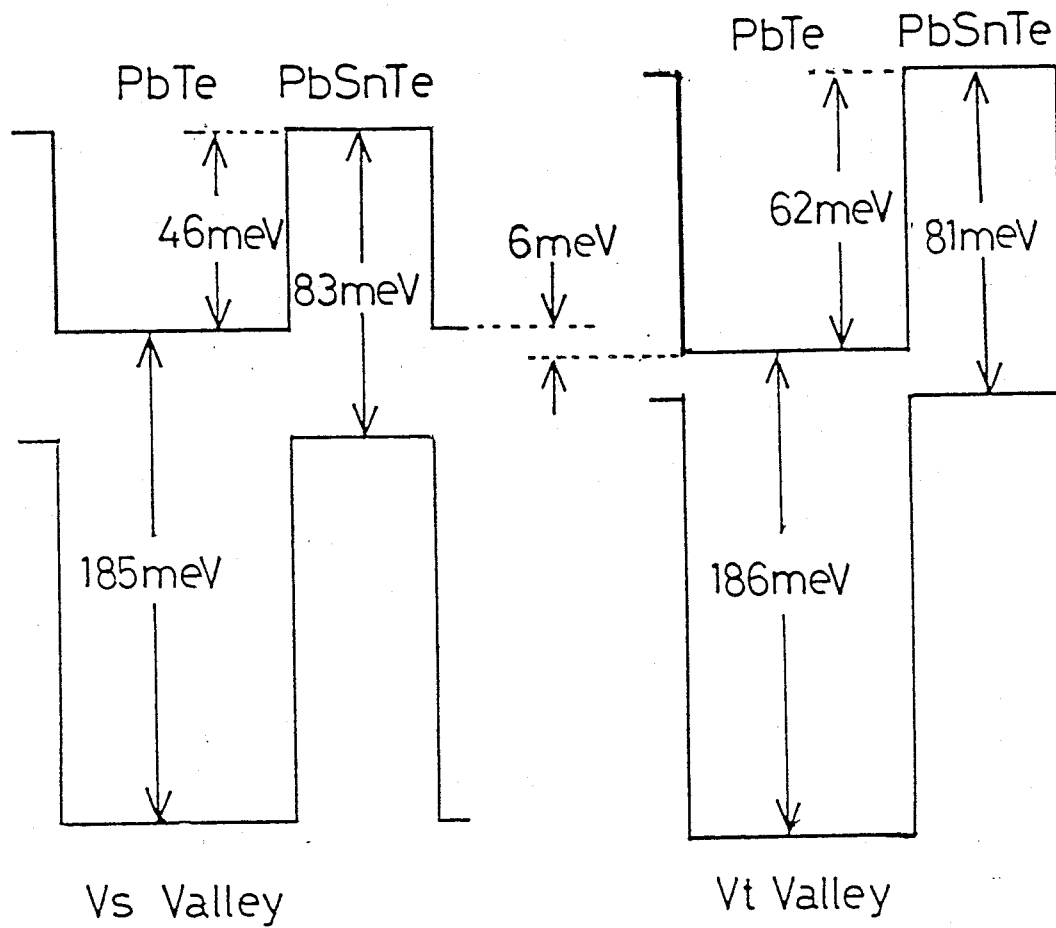 PbTe PbSnTe
46meV
83meV
185meV
Vs Valley
6meV
PbTe PbSnTe
62meV
81meV
186meV
Vt Valley